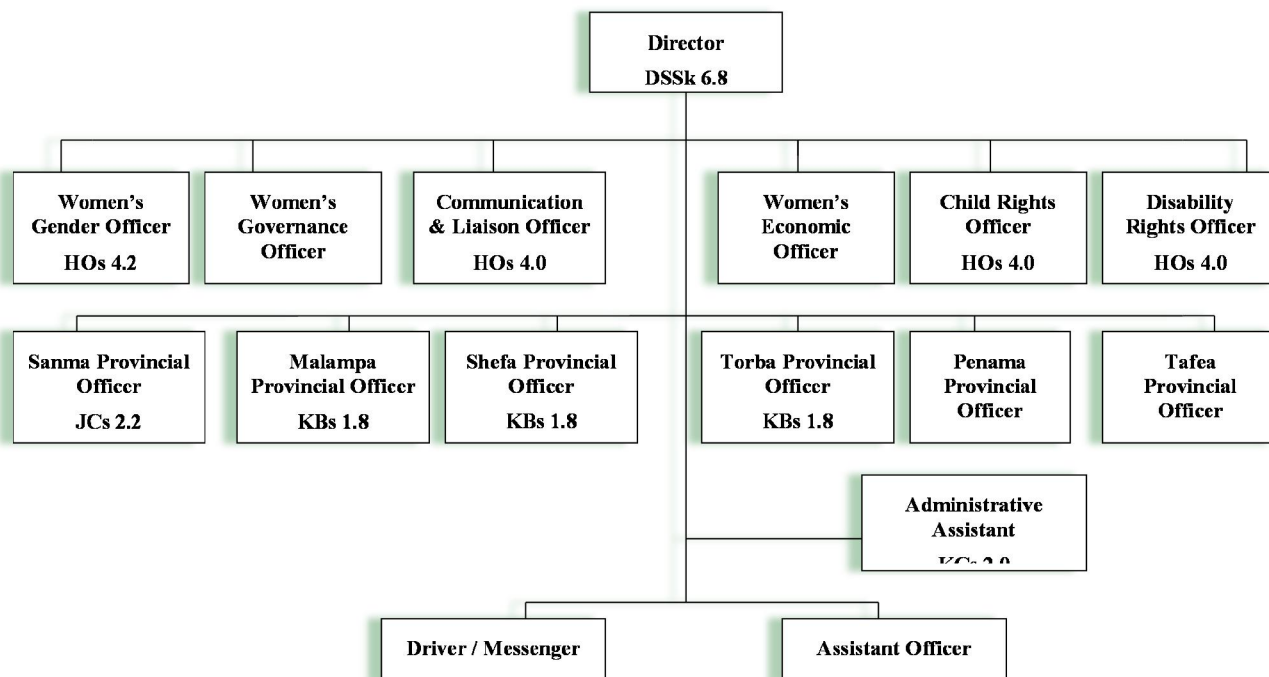 Director
DSSk 6.8
Women's
Gender Officer
HOs 4.2
Women's
Governance
Officer
Communication
& Liaison Officer
HOs 4.0
Women's
Economic
Officer
Child Rights
Officer
HOs 4.0
Disability
Rights Officer
HOs 4.0
Sanma Provincial
Officer
JCs 2.2
Malampa
Provincial Officer
KBs 1.8
Shefa Provincial
Officer
KBs 1.8
Torba Provincial
Officer
KBs 1.8
Penama
Provincial
Officer
Tafea
Provincial
Officer
Administrative
Assistant
Driver / Messenger
Assistant Officer